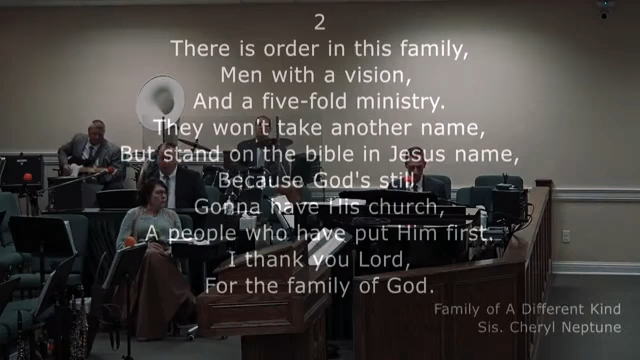 2
There is order in this family,
Men with a vision,
And a five-fold ministry.
They won't take another name,
But stand on the bible in Jesus name,
Because God's still
Gonna have His church,
A people who have put Him first,
I thank you Lord,
For the family of God.
Family of A Different Kind
Sis. Cheryl Neptune